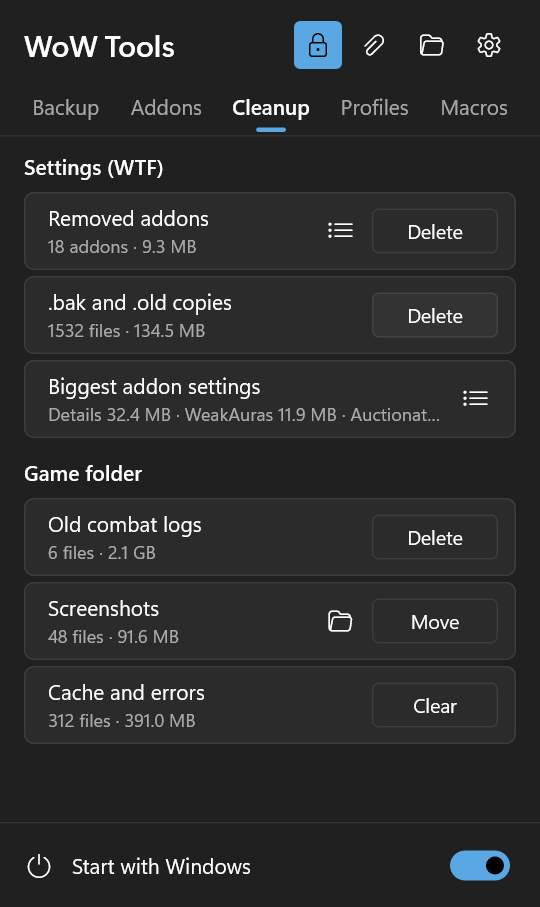 WoW Tools
Backup Addons Cleanup Profiles Macros
Settings (WTF)
Removed addons
18 addons · 9.3 MB
Delete
.bak and .old copies
1532 files · 134.5 MB
Delete
Biggest addon settings
Details 32.4 MB · WeakAuras 11.9 MB · Auctionat...
Game folder
Old combat logs
6 files · 2.1 GB
Delete
Screenshots
48 files · 91.6 MB
Move
Cache and errors
312 files · 391.0 MB
Clear
Start with Windows